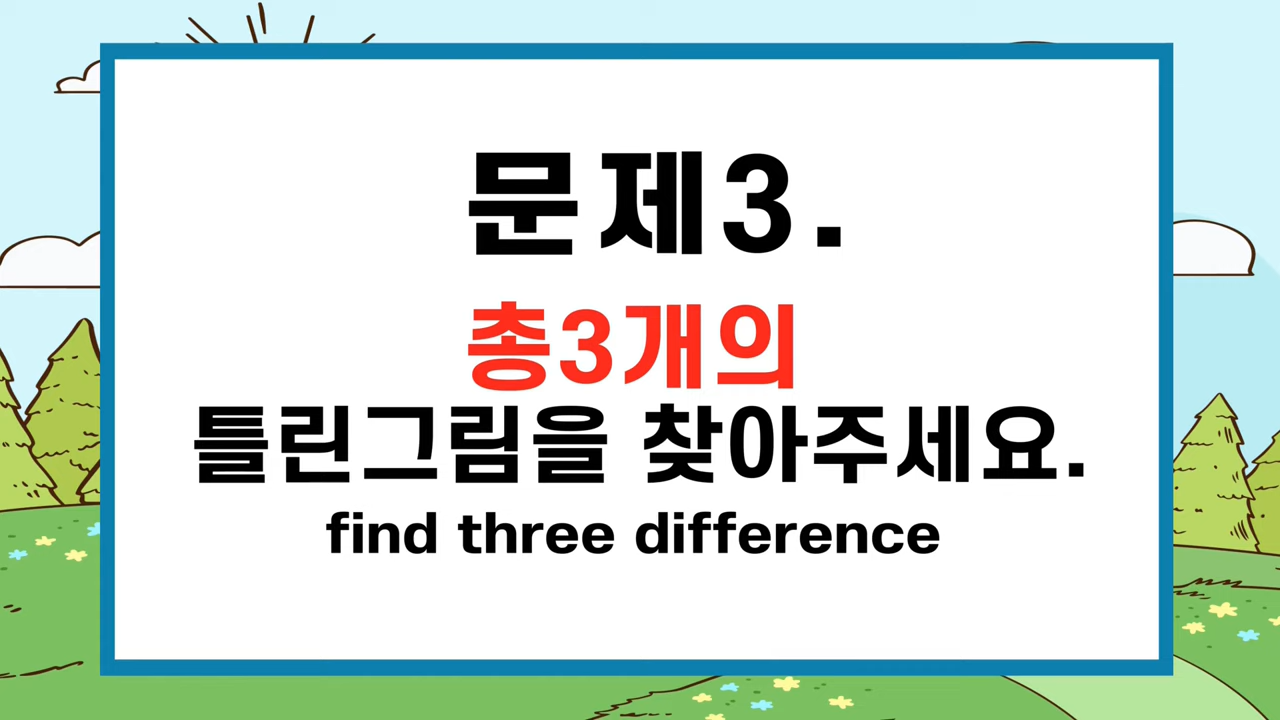 문제3.
총3개의
틀린그림을 찾아주세요.
find three difference